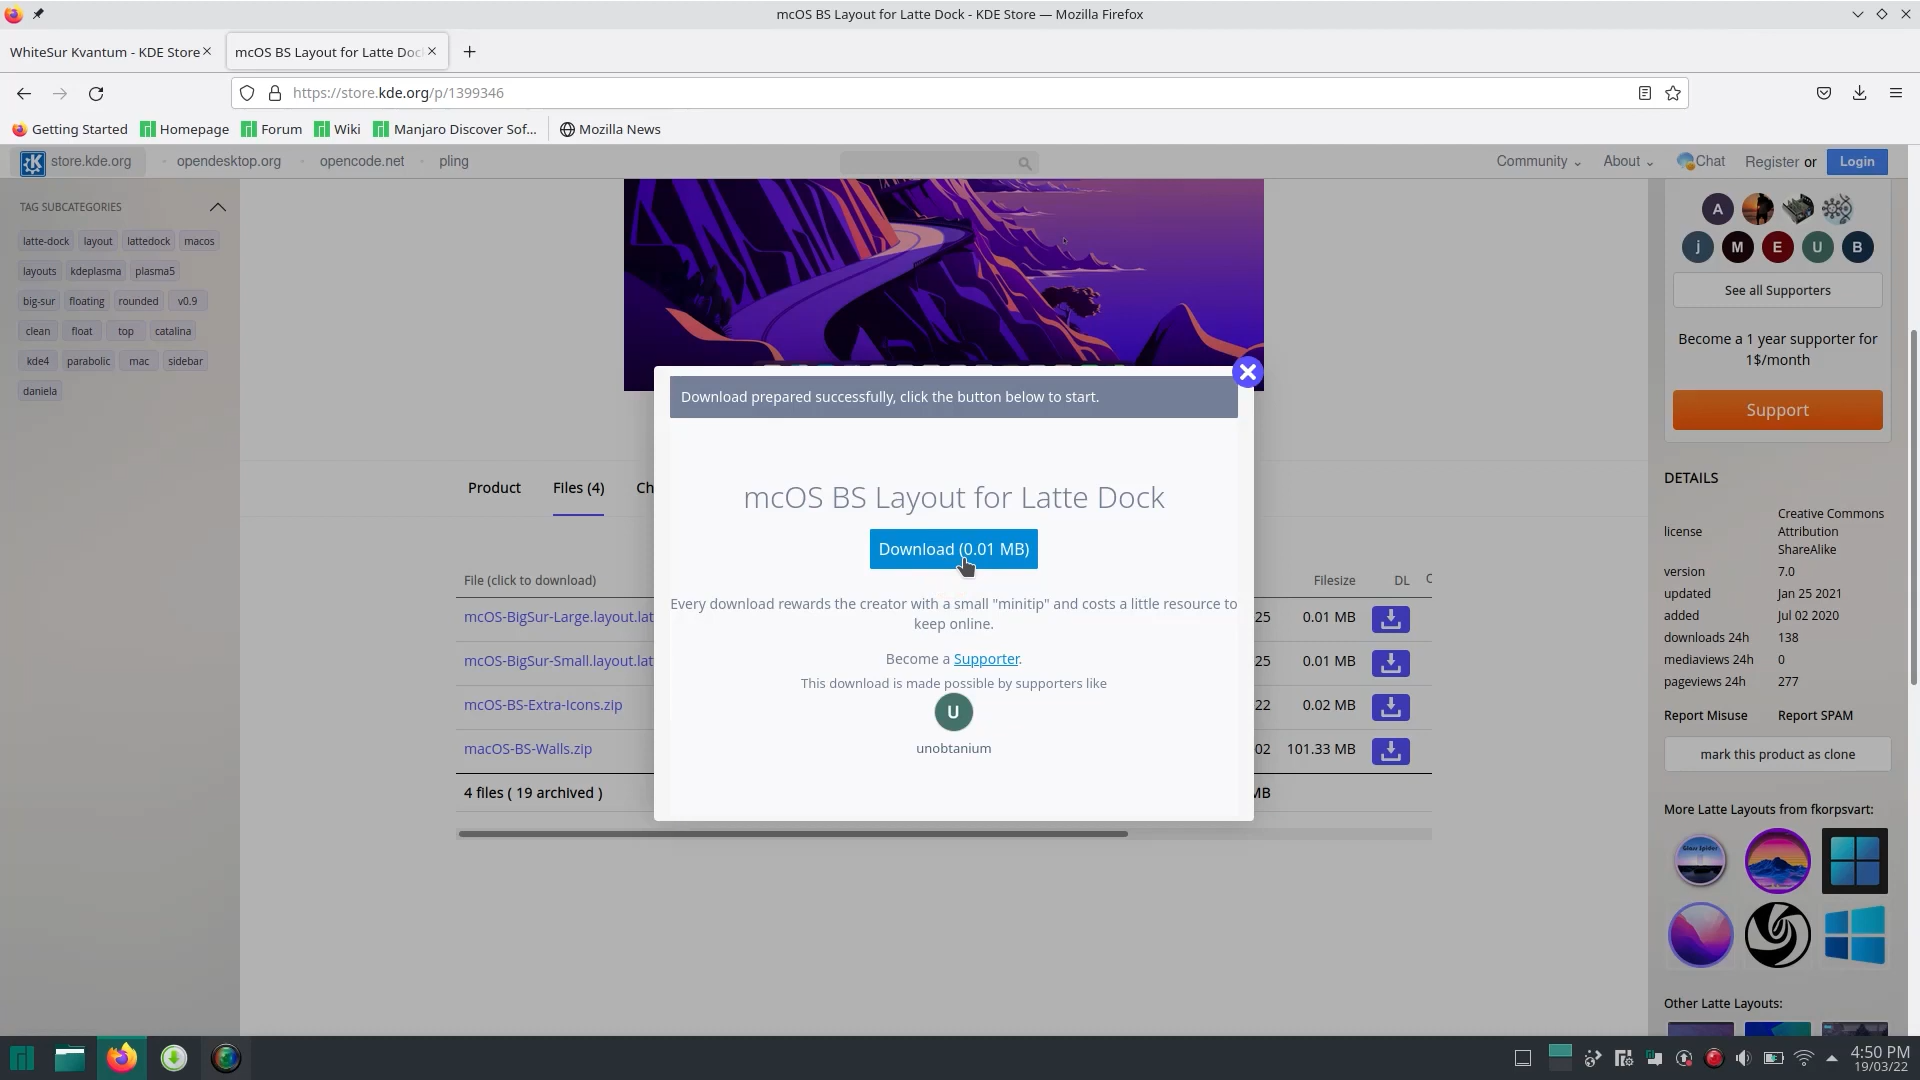 mcOS BS Layout for Latte Dock - KDE Store — Mozilla Firefox
WhiteSur Kvantum - KDE Store
mcOS BS Layout for Latte Doc
https://store.kde.org/p/1399346
Getting Started
Homepage
Forum
Wiki
Manjaro Discover Sof...
Mozilla News
store.kde.org
opendesktop.org
opencode.net
pling
Community
About
Chat
Register or
Login
TAG SUBCATEGORIES
latte-dock layout lattedock macos
layouts kdeplasma plasma5
big-sur floating rounded v0.9
clean float top catalina
kde4 parabolic mac sidebar
daniela
A
j M E U B
See all Supporters
Become a 1 year supporter for
1$/month
Support
Download prepared successfully, click the button below to start.
mcOS BS Layout for Latte Dock
Download (0.01 MB)
Every download rewards the creator with a small "minitip" and costs a little resource to
keep online.
Become a Supporter.
This download is made possible by supporters like
U
unobtanium
Product
Files (4)
Ch
File (click to download)
Filesize
DL
C
mcOS-BigSur-Large.layout.lat
25
0.01 MB
mcOS-BigSur-Small.layout.lat
25
0.01 MB
mcOS-BS-Extra-Icons.zip
22
0.02 MB
macOS-BS-Walls.zip
02
101.33 MB
4 files ( 19 archived )
MB
DETAILS
license
Creative Commons
Attribution
ShareAlike
version 7.0
updated Jan 25 2021
added Jul 02 2020
downloads 24h 138
mediaviews 24h 0
pageviews 24h 277
Report Misuse
Report SPAM
mark this product as clone
More Latte Layouts from fkorpsvart:
Glass Spider
Other Latte Layouts:
4:50 PM
19/03/22